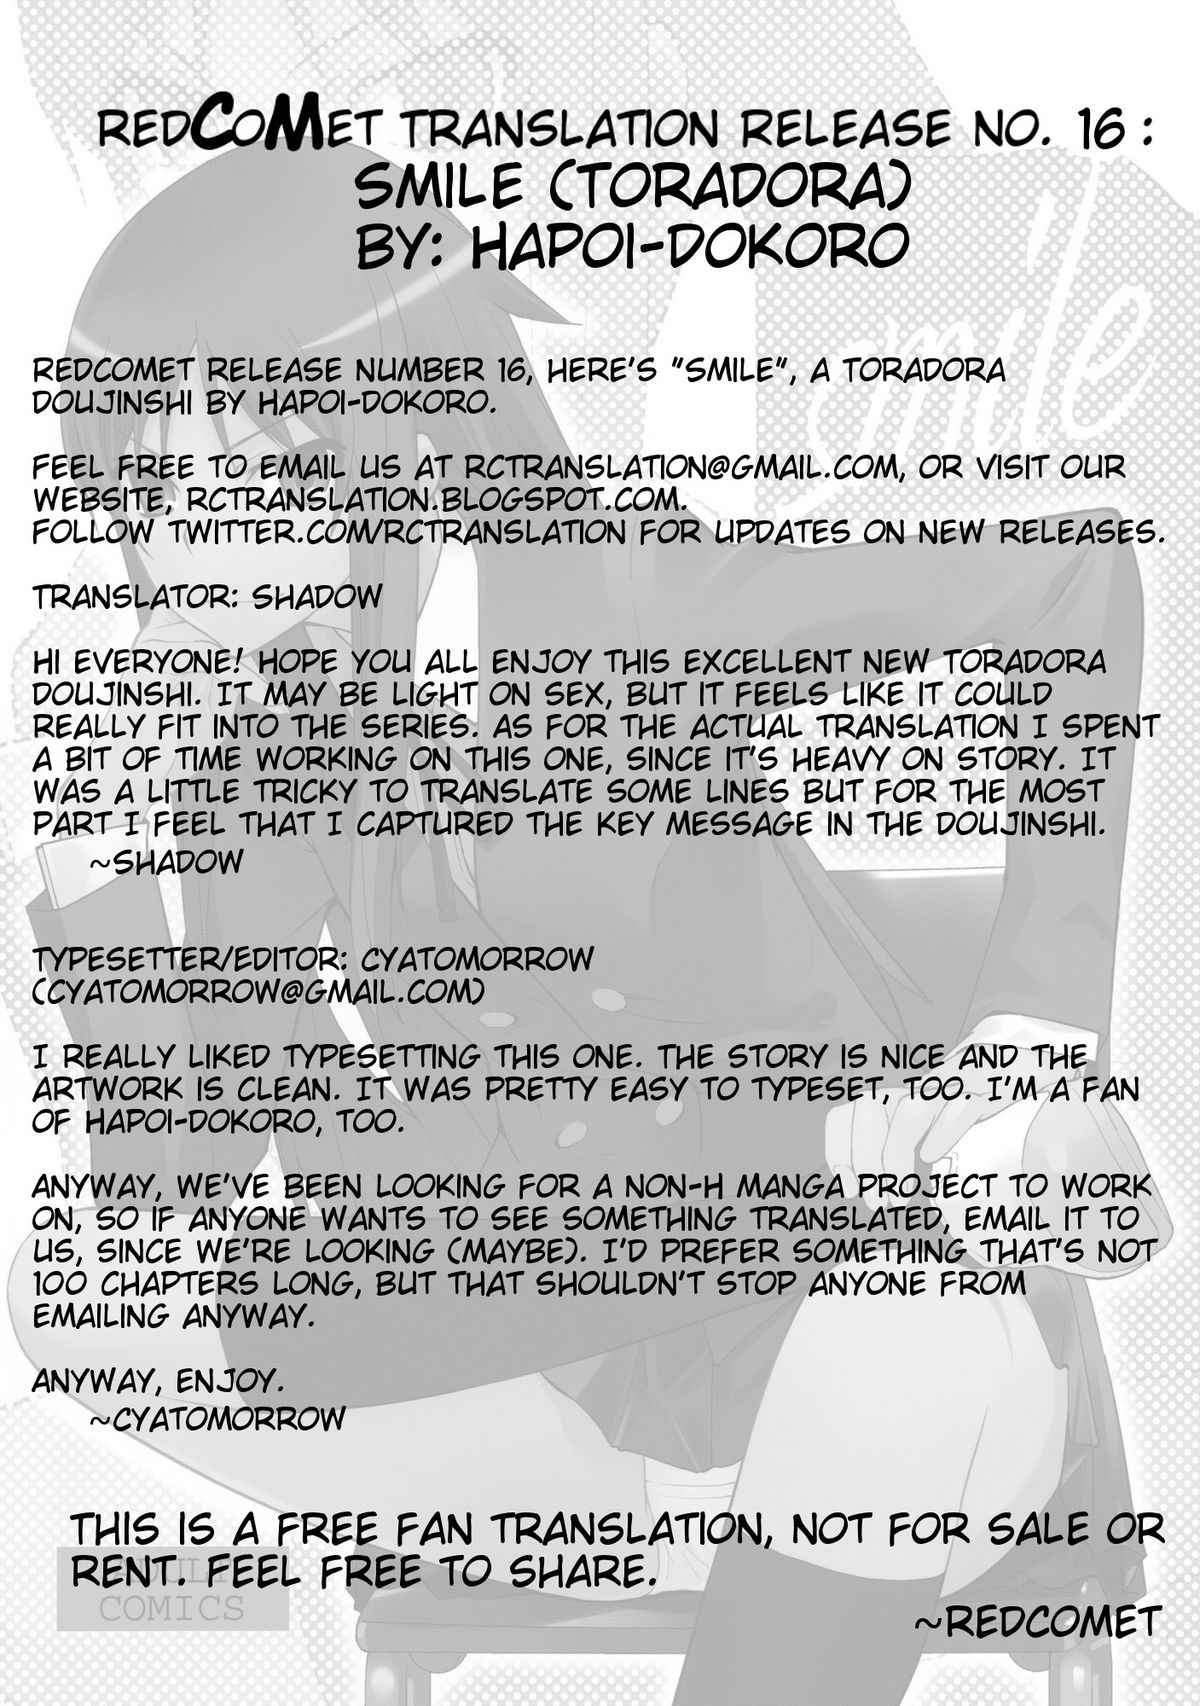 REDCOMET TRANSLATION RELEASE NO. 16 :
SMILE (TORADORA)
BY: HAPOI-DOKORO
Smile
REDCOMET RELEASE NUMBER 16, HERE'S "SMILE", A TORADORA
DOUJINSHI BY HAPOI-DOKORO.
FEEL FREE TO EMAIL US AT RCTRANSLATION@GMAIL.COM, OR VISIT OUR
WEBSITE, RCTRANSLATION.BLOGSPOT.COM.
FOLLOW TWITTER.COM/RCTRANSLATION FOR UPDATES ON NEW RELEASES.
TRANSLATOR: SHADOW
HI EVERYONE! HOPE YOU ALL ENJOY THIS EXCELLENT NEW TORADORA
DOUJINSHI. IT MAY BE LIGHT ON SEX, BUT IT FEELS LIKE IT COULD
REALLY FIT INTO THE SERIES. AS FOR THE ACTUAL TRANSLATION I SPENT
A BIT OF TIME WORKING ON THIS ONE, SINCE IT'S HEAVY ON STORY. IT
WAS A LITTLE TRICKY TO TRANSLATE SOME LINES BUT FOR THE MOST
PART I FEEL THAT I CAPTURED THE KEY MESSAGE IN THE DOUJINSHI.
~SHADOW
TYPESETTER/EDITOR: CYATOMORROW
(CYATOMORROW@GMAIL.COM)
I REALLY LIKED TYPESETTING THIS ONE. THE STORY IS NICE AND THE
ARTWORK IS CLEAN. IT WAS PRETTY EASY TO TYPESET, TOO. I'M A FAN
OF HAPOI-DOKORO, TOO.
ANYWAY, WE'VE BEEN LOOKING FOR A NON-H MANGA PROJECT TO WORK
ON, SO IF ANYONE WANTS TO SEE SOMETHING TRANSLATED, EMAIL IT TO
US, SINCE WE'RE LOOKING (MAYBE). I'D PREFER SOMETHING THAT'S NOT
100 CHAPTERS LONG, BUT THAT SHOULDN'T STOP ANYONE FROM
EMAILING ANYWAY.
ANYWAY, ENJOY.
~CYATOMORROW
THIS IS A FREE FAN TRANSLATION, NOT FOR SALE OR
RENT. FEEL FREE TO SHARE.
ADULT
COMICS
~REDCOMET